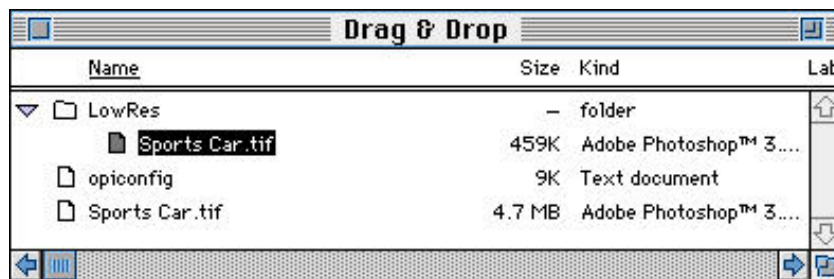 Drag & Drop
Name Size Kind Lab
LowRes – folder
Sports Car.tif 459K Adobe Photoshop™ 3....
opiconfig 9K Text document
Sports Car.tif 4.7 MB Adobe Photoshop™ 3....